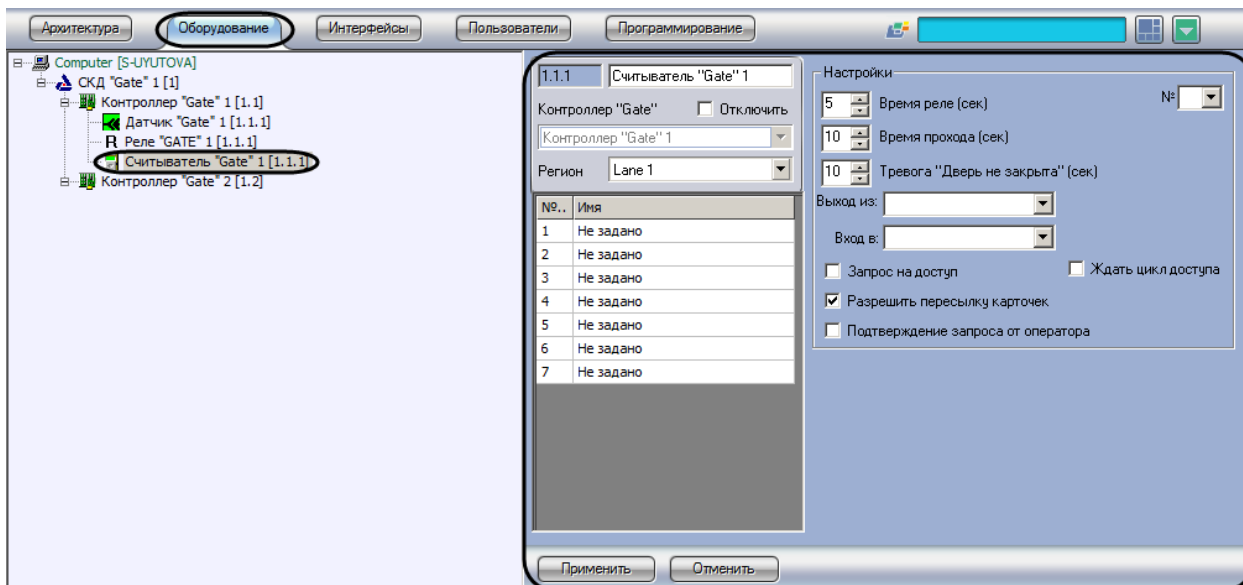 Архитектура Оборудование Интерфейсы Пользователи Программирование
Computer [S-UYUTOVA]
СКД "Gate" 1 [1]
Контроллер "Gate" 1 [1.1]
Датчик "Gate" 1 [1.1.1]
Реле "GATE" 1 [1.1.1]
Считыватель "Gate" 1 [1.1.1]
Контроллер "Gate" 2 [1.2]
1.1.1 Считыватель "Gate" 1
Контроллер "Gate" Отключить
Контроллер "Gate" 1
Регион Lane 1
№.. Имя
1 Не задано
2 Не задано
3 Не задано
4 Не задано
5 Не задано
6 Не задано
7 Не задано
Настройки
5 Время реле (сек) №
10 Время прохода (сек)
10 Тревога "Дверь не закрыта" (сек)
Выход из:
Вход в:
Запрос на доступ Ждать цикл доступа
Разрешить пересылку карточек
Подтверждение запроса от оператора
Применить Отменить